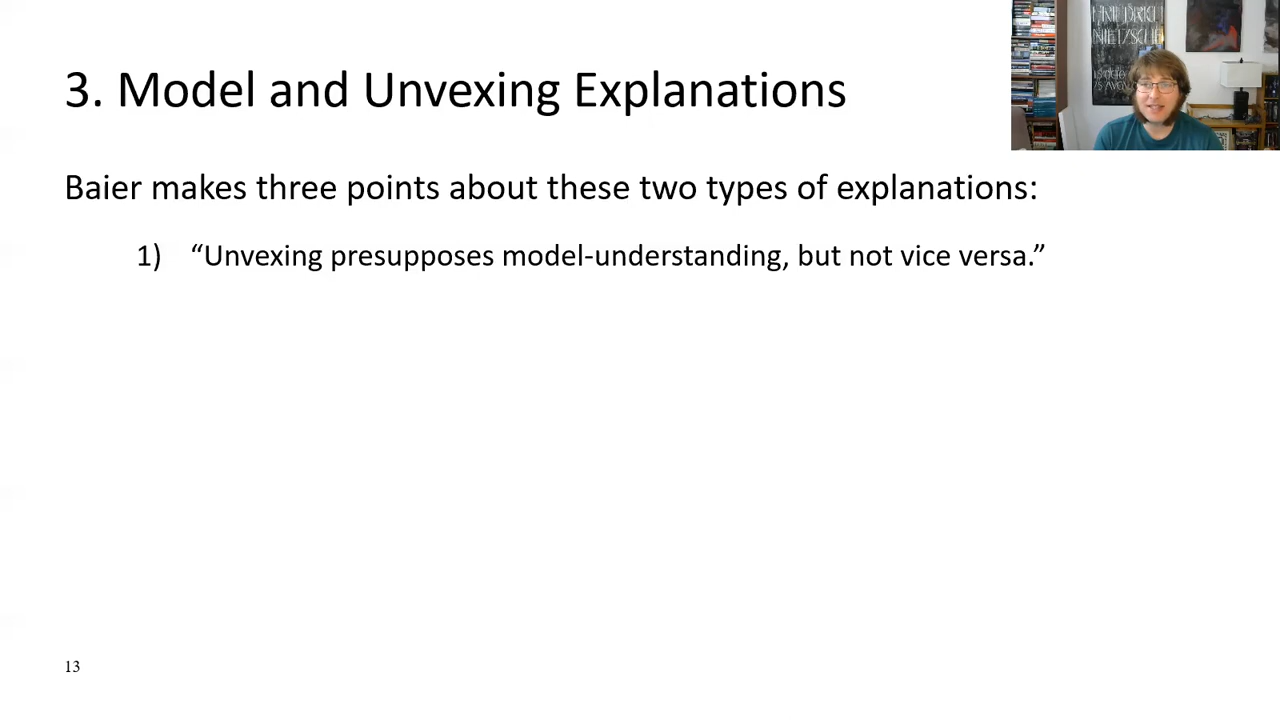 3. Model and Unvexing Explanations
Baier makes three points about these two types of explanations:
1) “Unvexing presupposes model-understanding, but not vice versa.”
13
NIETZSCHE